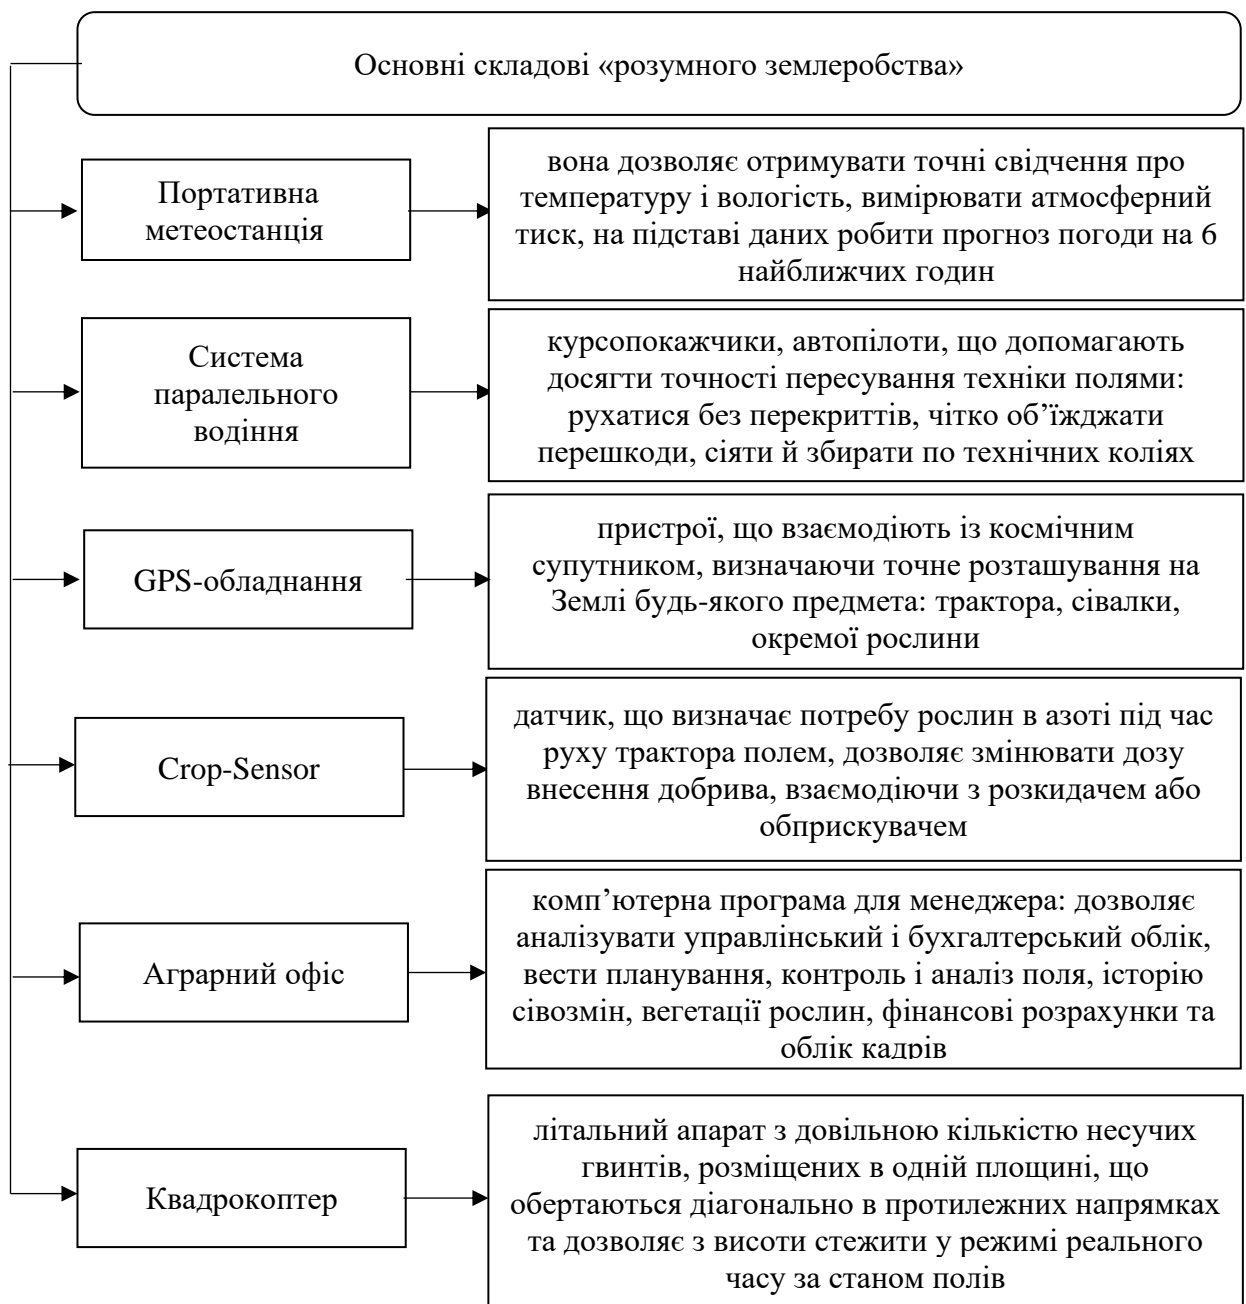 Основні складові «розумного землеробства»
Портативна
метеостанція
вона дозволяє отримувати точні свідчення про
температуру і вологість, вимірювати атмосферний
тиск, на підставі даних робити прогноз погоди на 6
найближчих годин
Система
паралельного
водіння
курсопокажчики, автопілоти, що допомагають
досягти точності пересування техніки полями:
рухатися без перекриттів, чітко об’їжджати
перешкоди, сіяти й збирати по технічних коліях
GPS-обладнання
пристрої, що взаємодіють із космічним
супутником, визначаючи точне розташування на
Землі будь-якого предмета: трактора, сівалки,
окремої рослини
Crop-Sensor
датчик, що визначає потребу рослин в азоті під час
руху трактора полем, дозволяє змінювати дозу
внесення добрива, взаємодіючи з розкидачем або
обприскувачем
Аграрний офіс
комп’ютерна програма для менеджера: дозволяє
аналізувати управлінський і бухгалтерський облік,
вести планування, контроль і аналіз поля, історію
сівозмін, вегетації рослин, фінансові розрахунки та
облік кадрів
Квадрокоптер
літальний апарат з довільною кількістю несучих
гвинтів, розміщених в одній площині, що
обертаються діагонально в протилежних напрямках
та дозволяє з висоти стежити у режимі реального
часу за станом полів